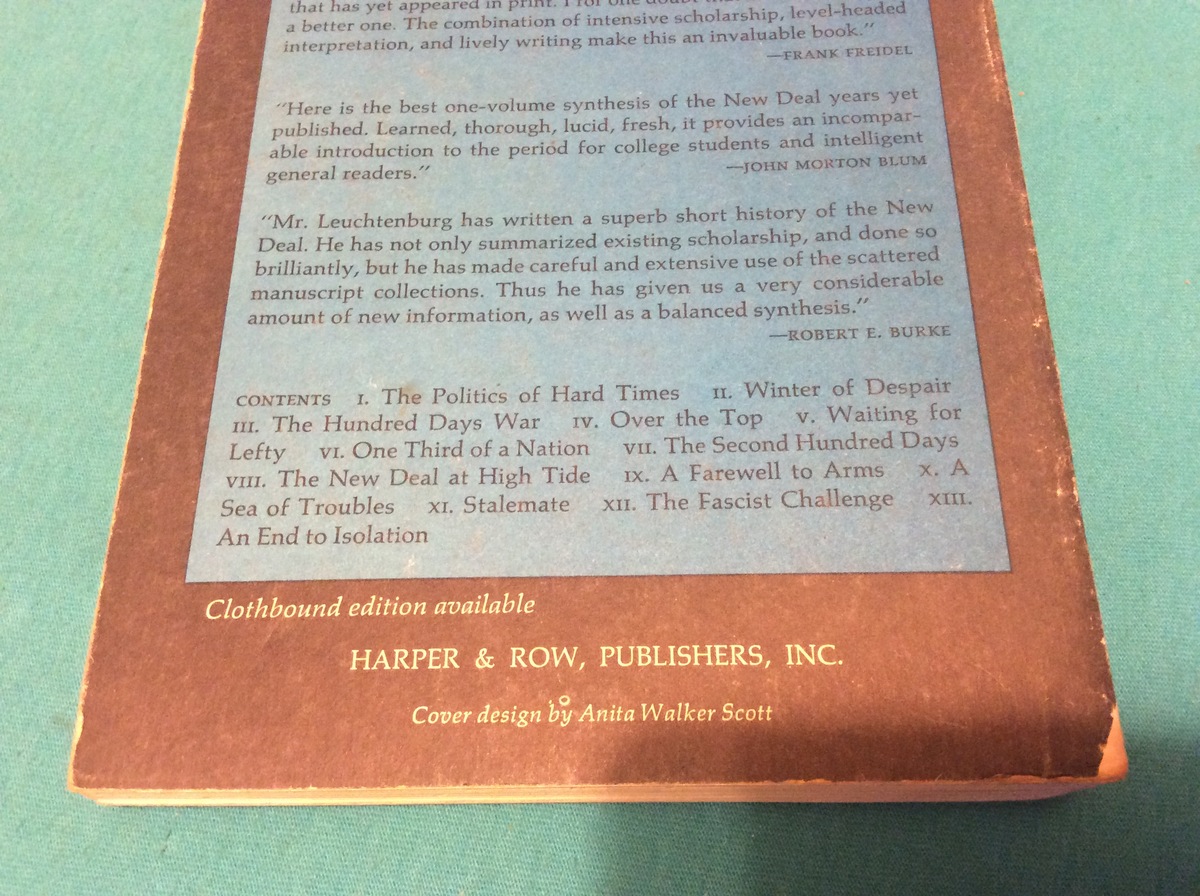 that has yet appeared in print. I for one doubt
a better one. The combination of intensive scholarship, level-headed
interpretation, and lively writing make this an invaluable book."
—FRANK FREIDEL
"Here is the best one-volume synthesis of the New Deal years yet
published. Learned, thorough, lucid, fresh, it provides an incompar-
able introduction to the period for college students and intelligent
general readers." —JOHN MORTON BLUM
"Mr. Leuchtenburg has written a superb short history of the New
Deal. He has not only summarized existing scholarship, and done so
brilliantly, but he has made careful and extensive use of the scattered
manuscript collections. Thus he has given us a very considerable
amount of new information, as well as a balanced synthesis."
—ROBERT E. BURKE
CONTENTS I. The Politics of Hard Times II. Winter of Despair
III. The Hundred Days War IV. Over the Top V. Waiting for
Lefty VI. One Third of a Nation VII. The Second Hundred Days
VIII. The New Deal at High Tide IX. A Farewell to Arms X. A
Sea of Troubles XI. Stalemate XII. The Fascist Challenge XIII.
An End to Isolation
Clothbound edition available
HARPER & ROW, PUBLISHERS, INC.
Cover design by Anita Walker Scott